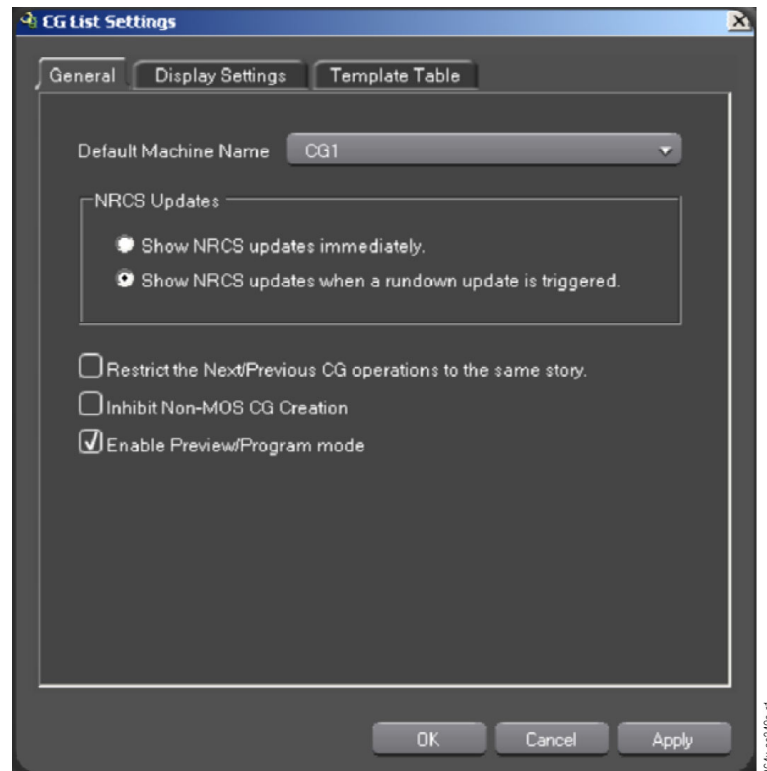 CG List Settings
General Display Settings Template Table
Default Machine Name CG1
NRCS Updates
Show NRCS updates immediately.
Show NRCS updates when a rundown update is triggered.
Restrict the Next/Previous CG operations to the same story.
Inhibit Non-MOS CG Creation
Enable Preview/Program mode
OK Cancel Apply